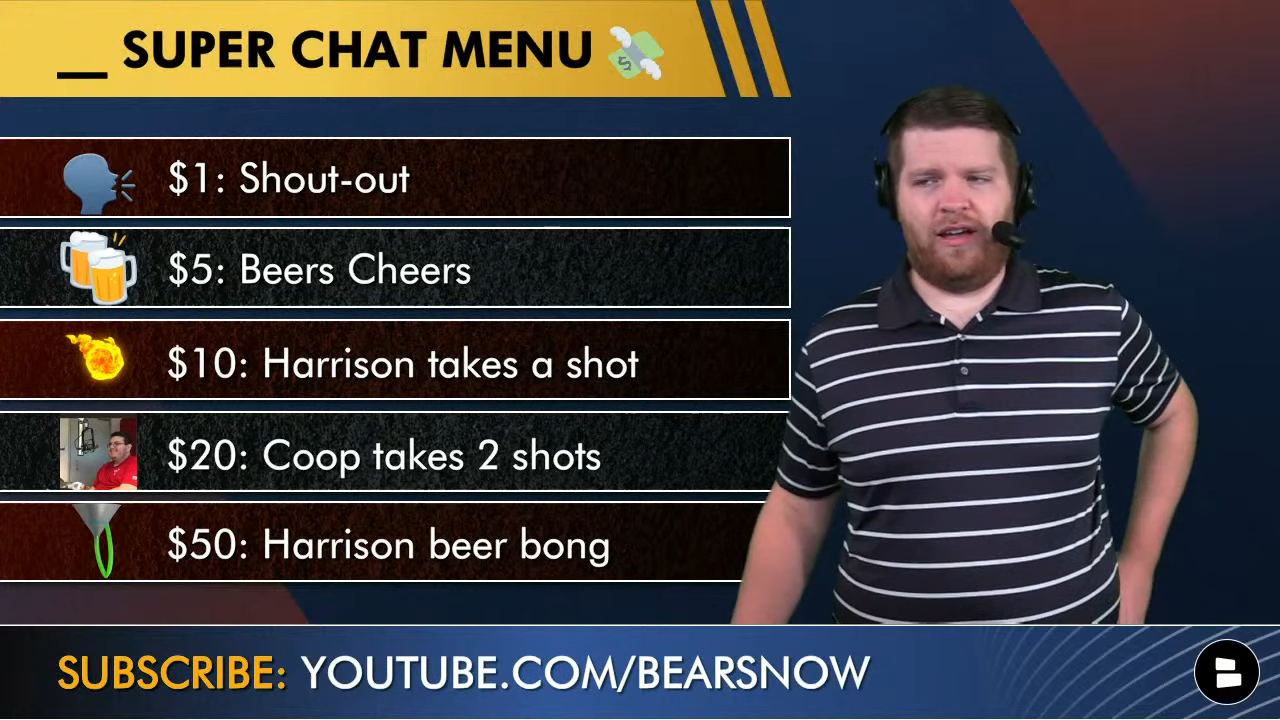 __ SUPER CHAT MENU
$1: Shout-out
$5: Beers Cheers
$10: Harrison takes a shot
$20: Coop takes 2 shots
$50: Harrison beer bong
SUBSCRIBE: YOUTUBE.COM/BEARSNOW